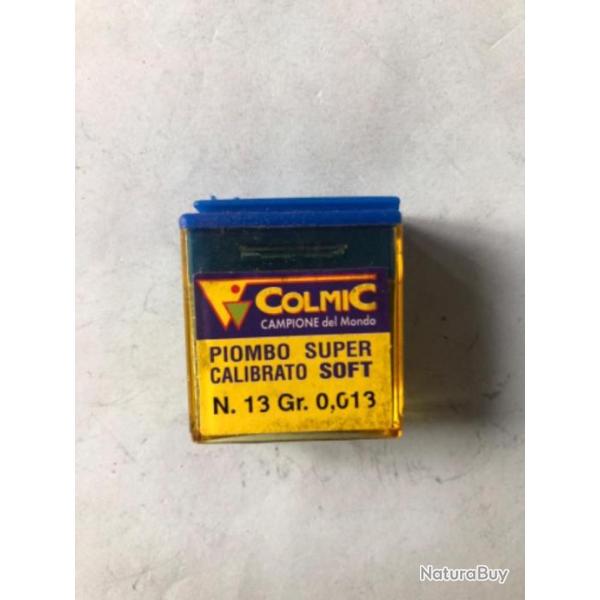 COLMIC
CAMPIONE del Mondo
PIOMBO SUPER
CALIBRATO SOFT
N. 13 Gr. 0,013
NaturaBuy